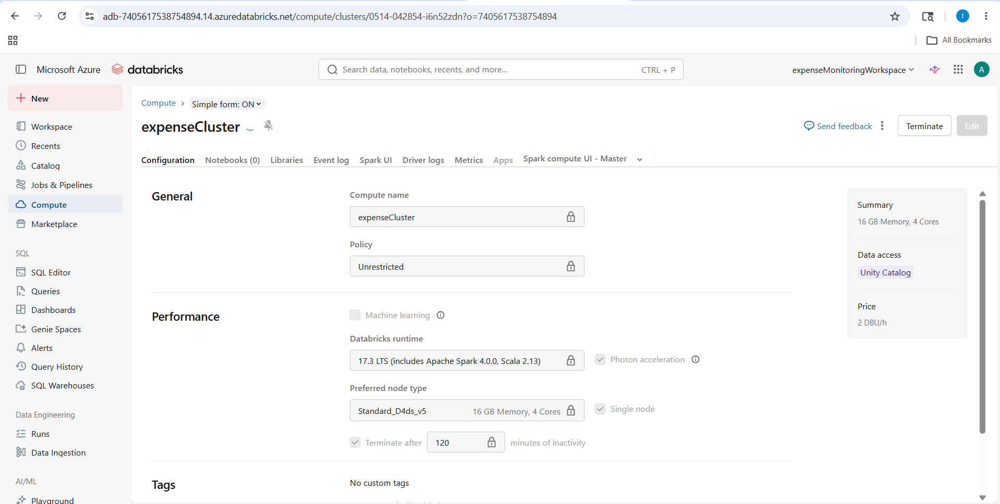 adb-7405617538754894.14.azuredatabricks.net/compute/clusters/0514-042854-i6n52zdn?o=7405617538754894
t
All Bookmarks
Microsoft Azure
databricks
Search data, notebooks, recents, and more...
CTRL + P
expenseMonitoringWorkspace
A
New
Workspace
Recents
Catalog
Jobs & Pipelines
Compute
Marketplace
SQL
SQL Editor
Queries
Dashboards
Genie Spaces
Alerts
Query History
SQL Warehouses
Data Engineering
Runs
Data Ingestion
AI/ML
Playground
Compute › Simple form: ON
expenseCluster
Send feedback
Terminate
Edit
Configuration Notebooks (0) Libraries Event log Spark UI Driver logs Metrics Apps Spark compute UI - Master
General
Compute name
expenseCluster
Policy
Unrestricted
Performance
Machine learning
Databricks runtime
17.3 LTS (includes Apache Spark 4.0.0, Scala 2.13)
Photon acceleration
Preferred node type
Standard_D4ds_v5 16 GB Memory, 4 Cores
Single node
Terminate after 120 minutes of inactivity
Tags
No custom tags
Summary
16 GB Memory, 4 Cores
Data access
Unity Catalog
Price
2 DBU/h